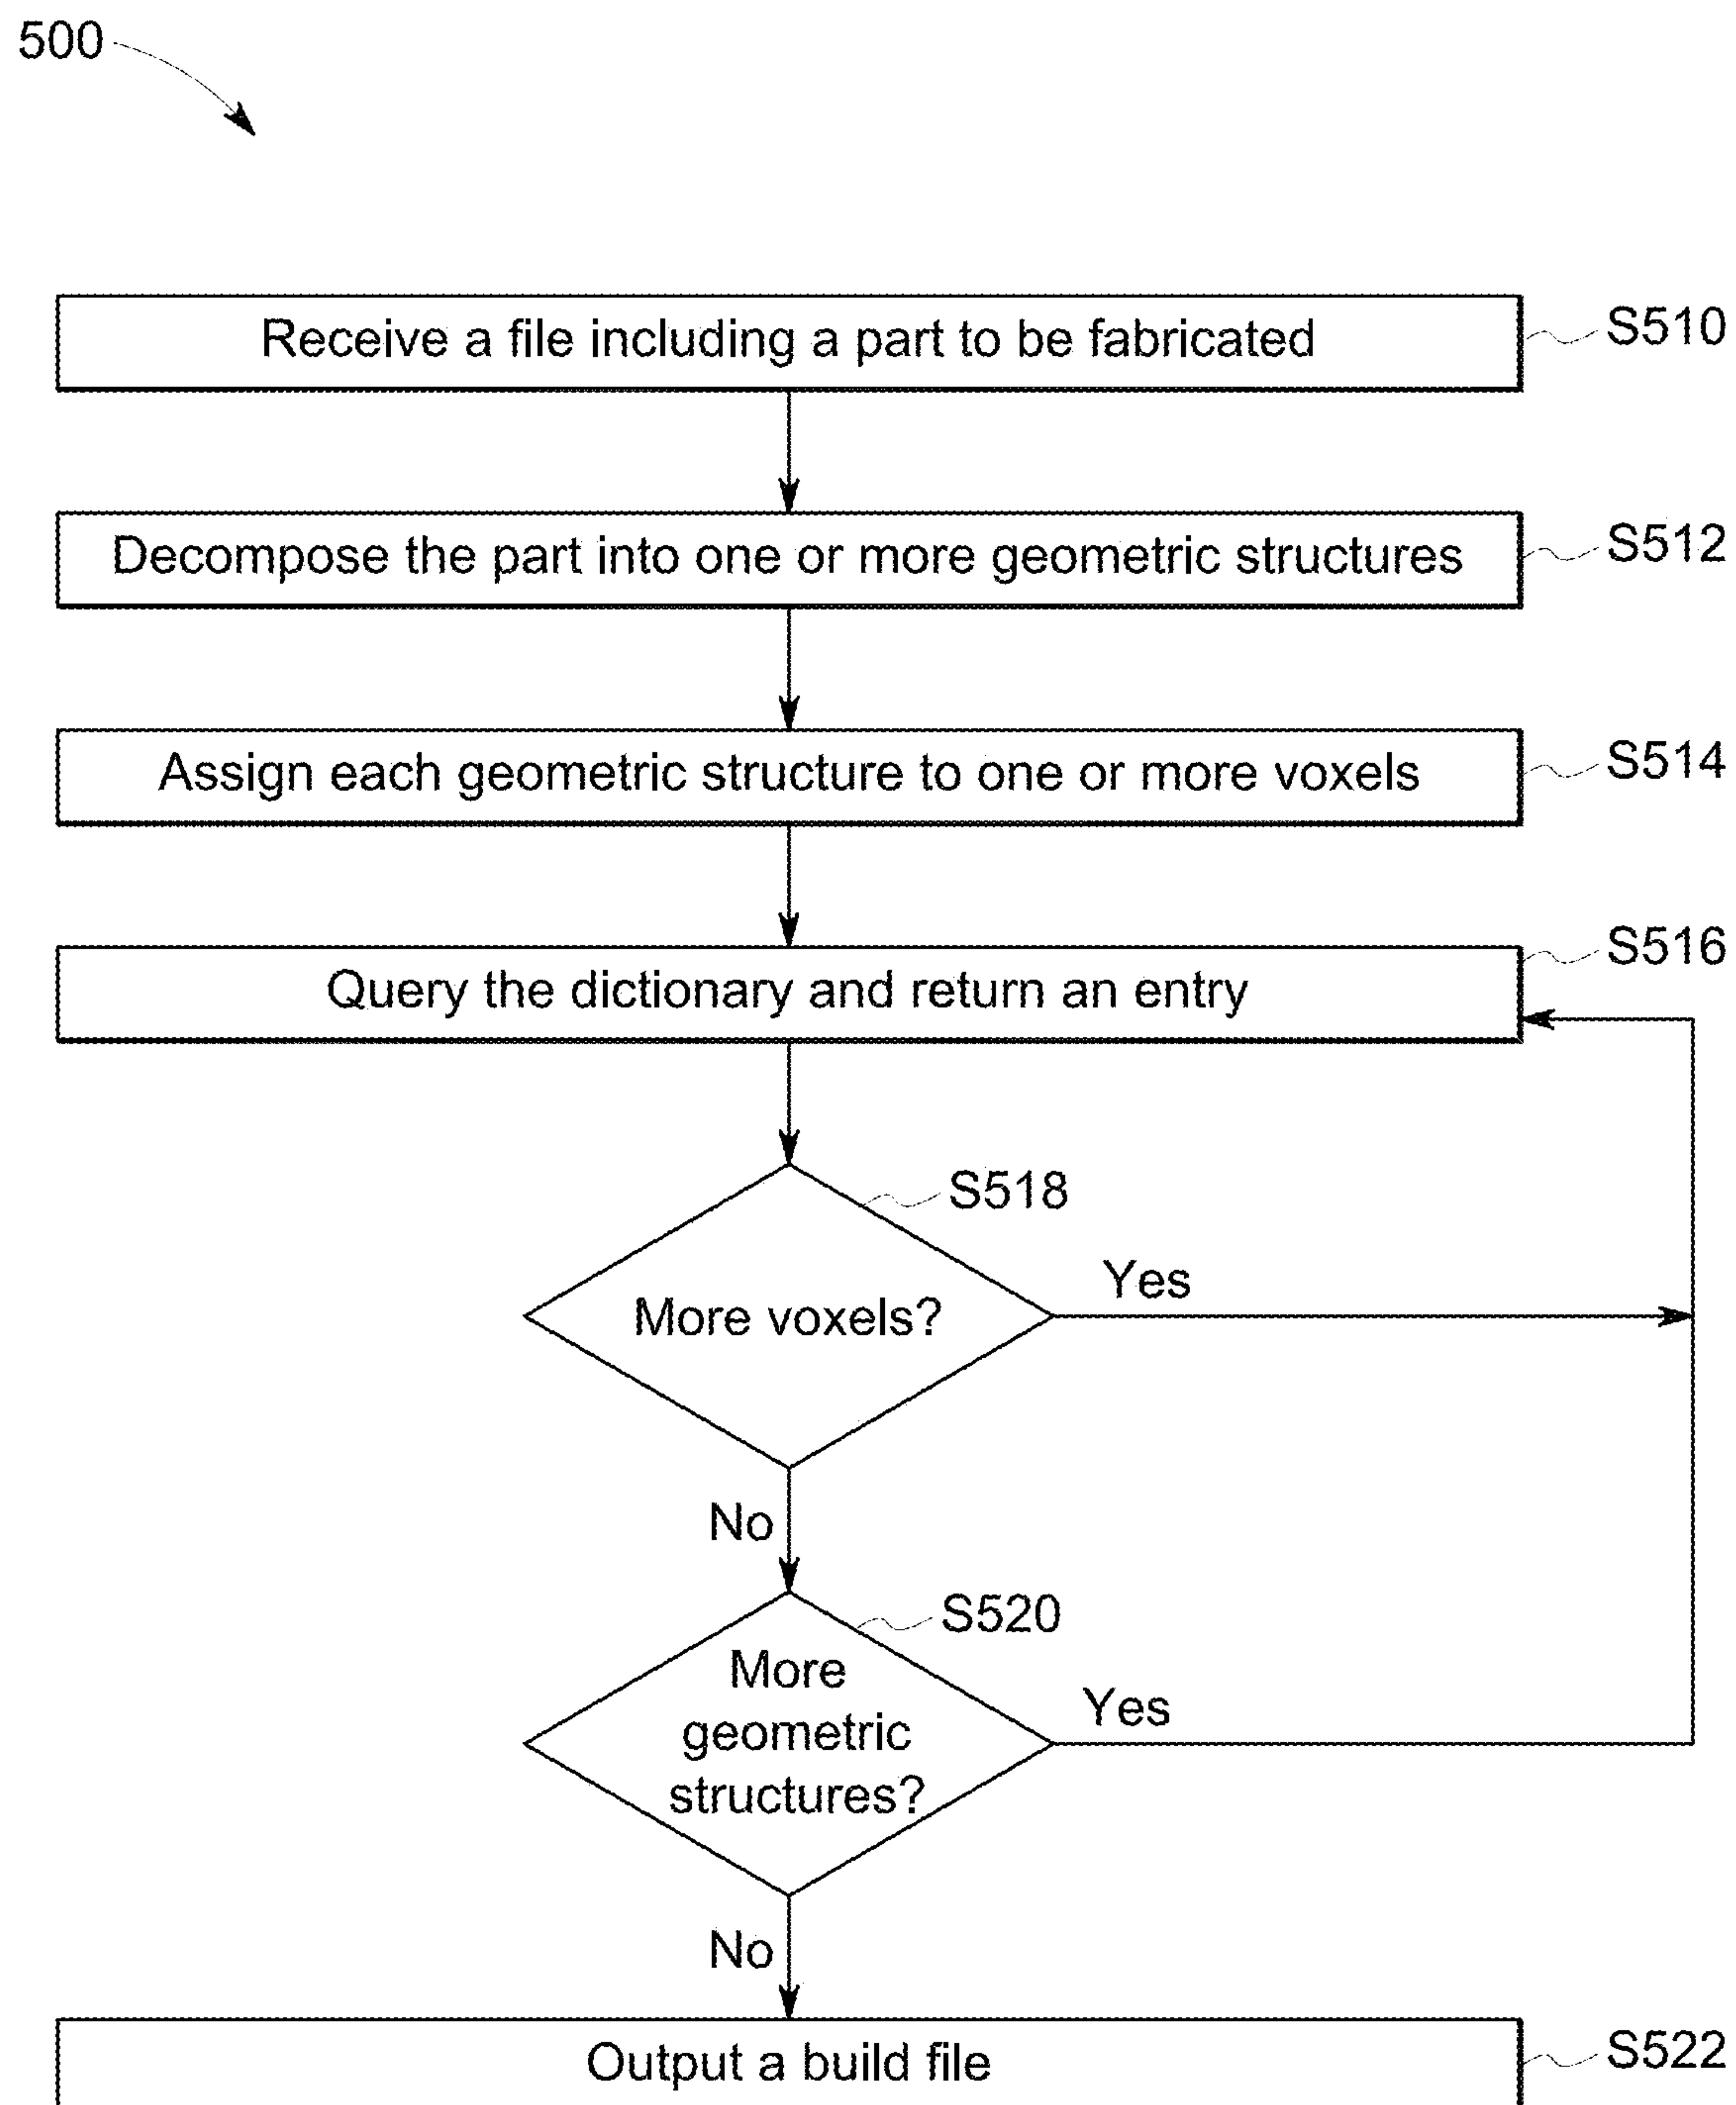 500
Receive a file including a part to be fabricated
S510
Decompose the part into one or more geometric structures
S512
Assign each geometric structure to one or more voxels
S514
Query the dictionary and return an entry
S516
S518
More voxels?
Yes
No
S520
More
geometric
structures?
Yes
No
Output a build file
S522